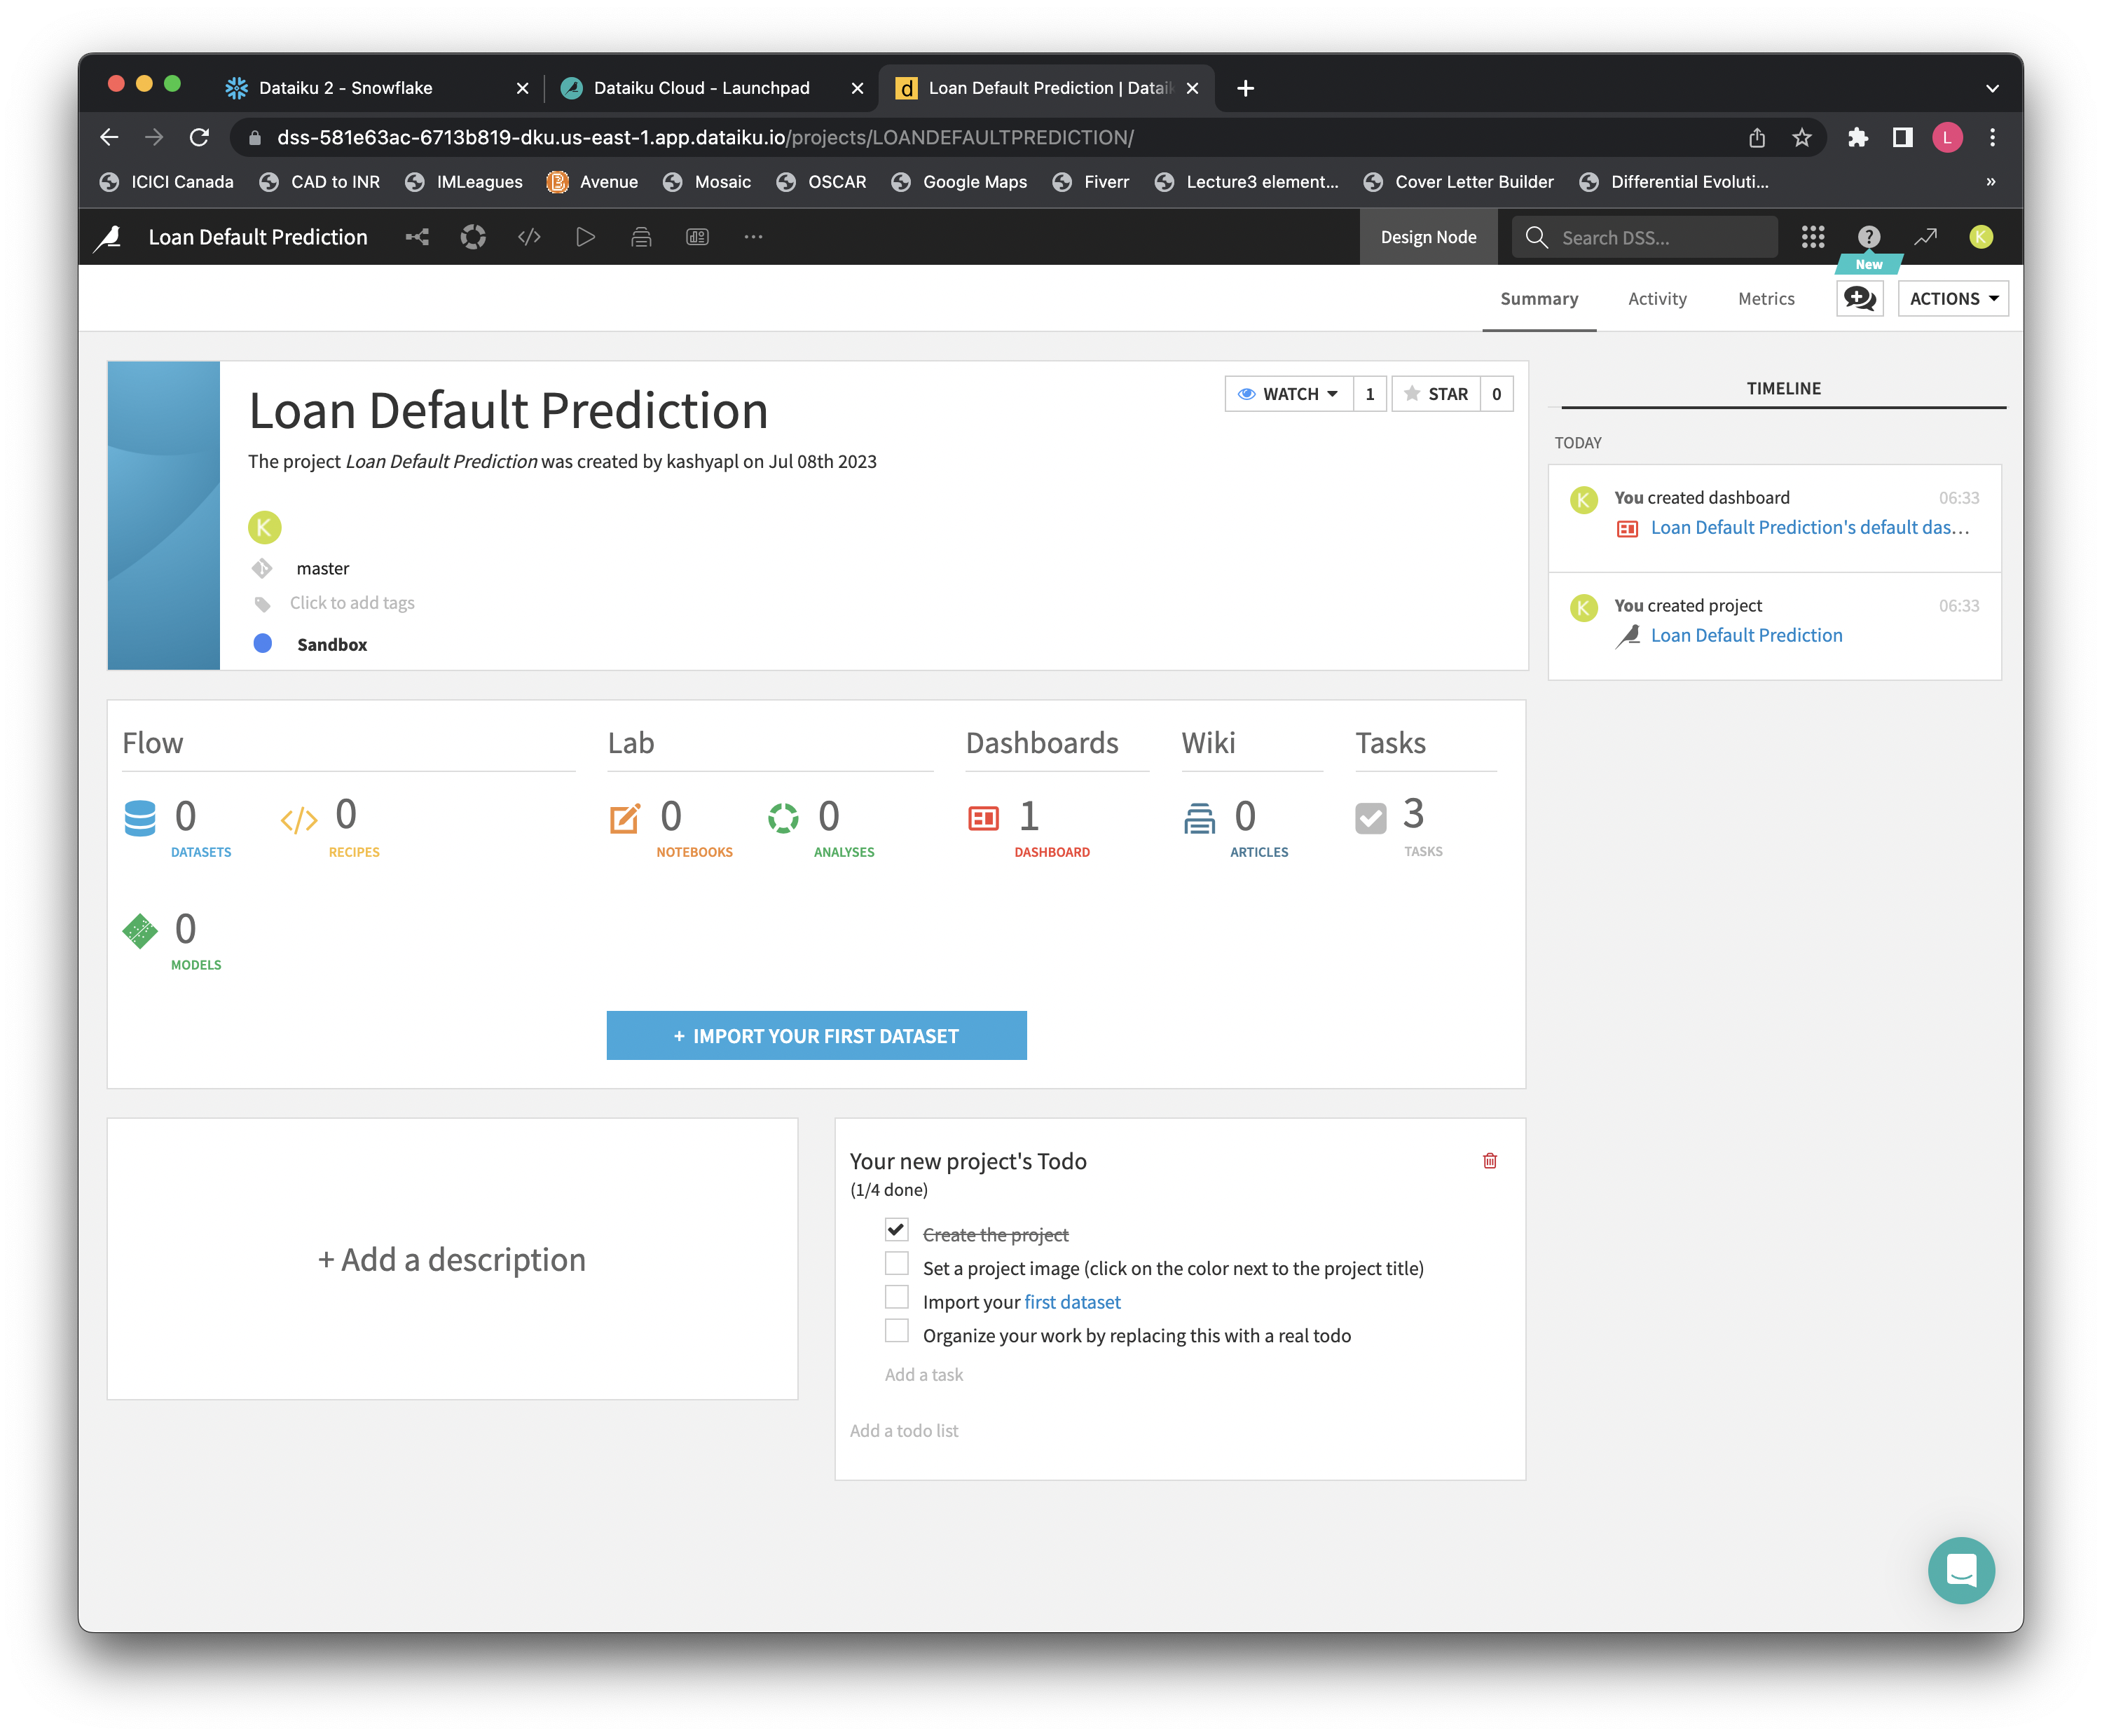 Dataiku 2 - Snowflake
Dataiku Cloud - Launchpad
Loan Default Prediction | Datai
dss-581e63ac-6713b819-dku.us-east-1.app.dataiku.io/projects/LOANDEFAULTPREDICTION/
L
ICICI Canada
CAD to INR
IMLeagues
Avenue
Mosaic
OSCAR
Google Maps
Fiverr
Lecture3 element...
Cover Letter Builder
Differential Evoluti...
»
Loan Default Prediction
Design Node
Search DSS...
K
New
Summary
Activity
Metrics
ACTIONS
Loan Default Prediction
WATCH 1
STAR 0
The project Loan Default Prediction was created by kashyapl on Jul 08th 2023
K
master
Click to add tags
Sandbox
TIMELINE
TODAY
K
You created dashboard 06:33
Loan Default Prediction's default das...
K
You created project 06:33
Loan Default Prediction
Flow
0
DATASETS
0
RECIPES
0
MODELS
Lab
0
NOTEBOOKS
0
ANALYSES
Dashboards
1
DASHBOARD
Wiki
0
ARTICLES
Tasks
3
TASKS
+ IMPORT YOUR FIRST DATASET
+ Add a description
Your new project's Todo
(1/4 done)
Create the project
Set a project image (click on the color next to the project title)
Import your first dataset
Organize your work by replacing this with a real todo
Add a task
Add a todo list